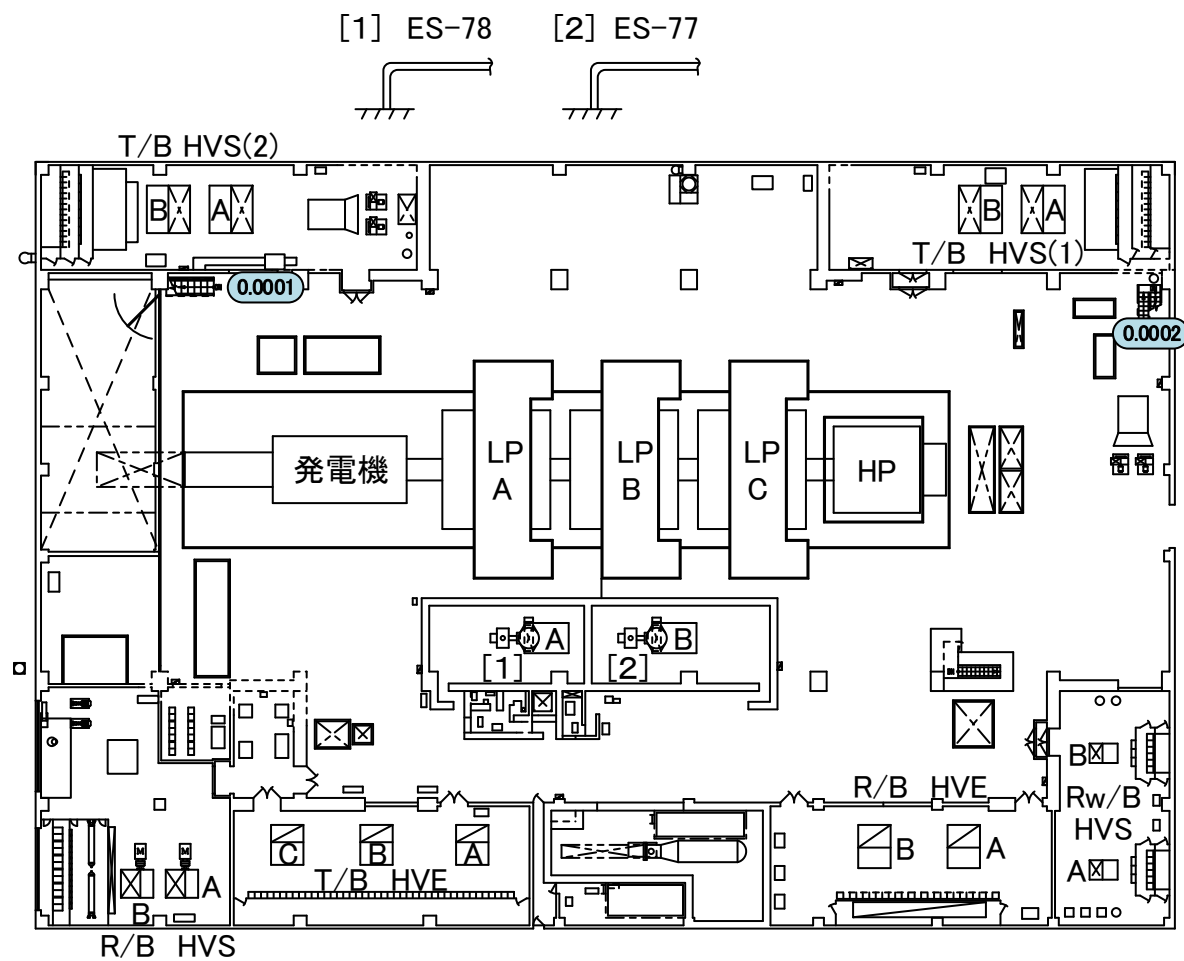 [1] ES-78 [2] ES-77
T/B HVS(2)
B A
B A
T/B HVS(1)
0.0001
0.0002
発電機
LP A
LP B
LP C
HP
A
B
[1]
[2]
R/B HVE
B
Rw/B
HVS
A
M M
B A
R/B HVS
C B A
T/B HVE
B A